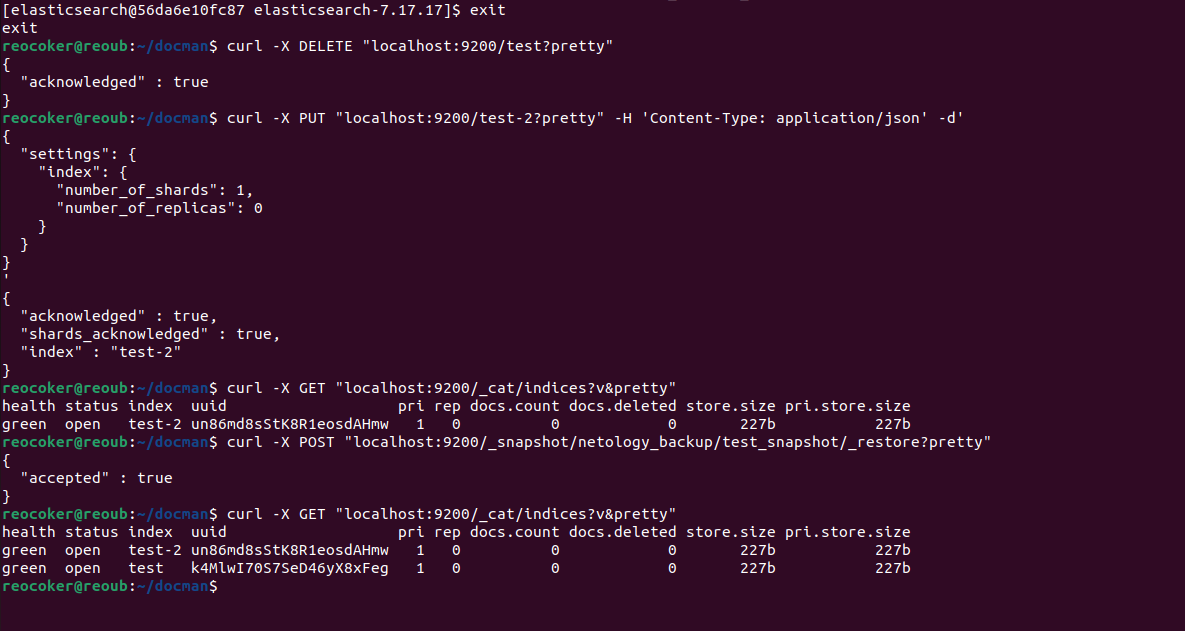 [elasticsearch@56da6e10fc87 elasticsearch-7.17.17]$ exit
exit
reocoker@reoub:~/docman$ curl -X DELETE "localhost:9200/test?pretty"
{
  "acknowledged" : true
}
reocoker@reoub:~/docman$ curl -X PUT "localhost:9200/test-2?pretty" -H 'Content-Type: application/json' -d'
{
  "settings": {
    "index": {
      "number_of_shards": 1,
      "number_of_replicas": 0
    }
  }
}
'
{
  "acknowledged" : true,
  "shards_acknowledged" : true,
  "index" : "test-2"
}
reocoker@reoub:~/docman$ curl -X GET "localhost:9200/_cat/indices?v&pretty"
health status index  uuid                   pri rep docs.count docs.deleted store.size pri.store.size
green  open   test-2 un86md8sStK8R1eosdAHmw   1   0          0            0       227b           227b
reocoker@reoub:~/docman$ curl -X POST "localhost:9200/_snapshot/netology_backup/test_snapshot/_restore?pretty"
{
  "accepted" : true
}
reocoker@reoub:~/docman$ curl -X GET "localhost:9200/_cat/indices?v&pretty"
health status index  uuid                   pri rep docs.count docs.deleted store.size pri.store.size
green  open   test-2 un86md8sStK8R1eosdAHmw   1   0          0            0       227b           227b
green  open   test   k4MlwI70S7SeD46yX8xFeg   1   0          0            0       227b           227b
reocoker@reoub:~/docman$